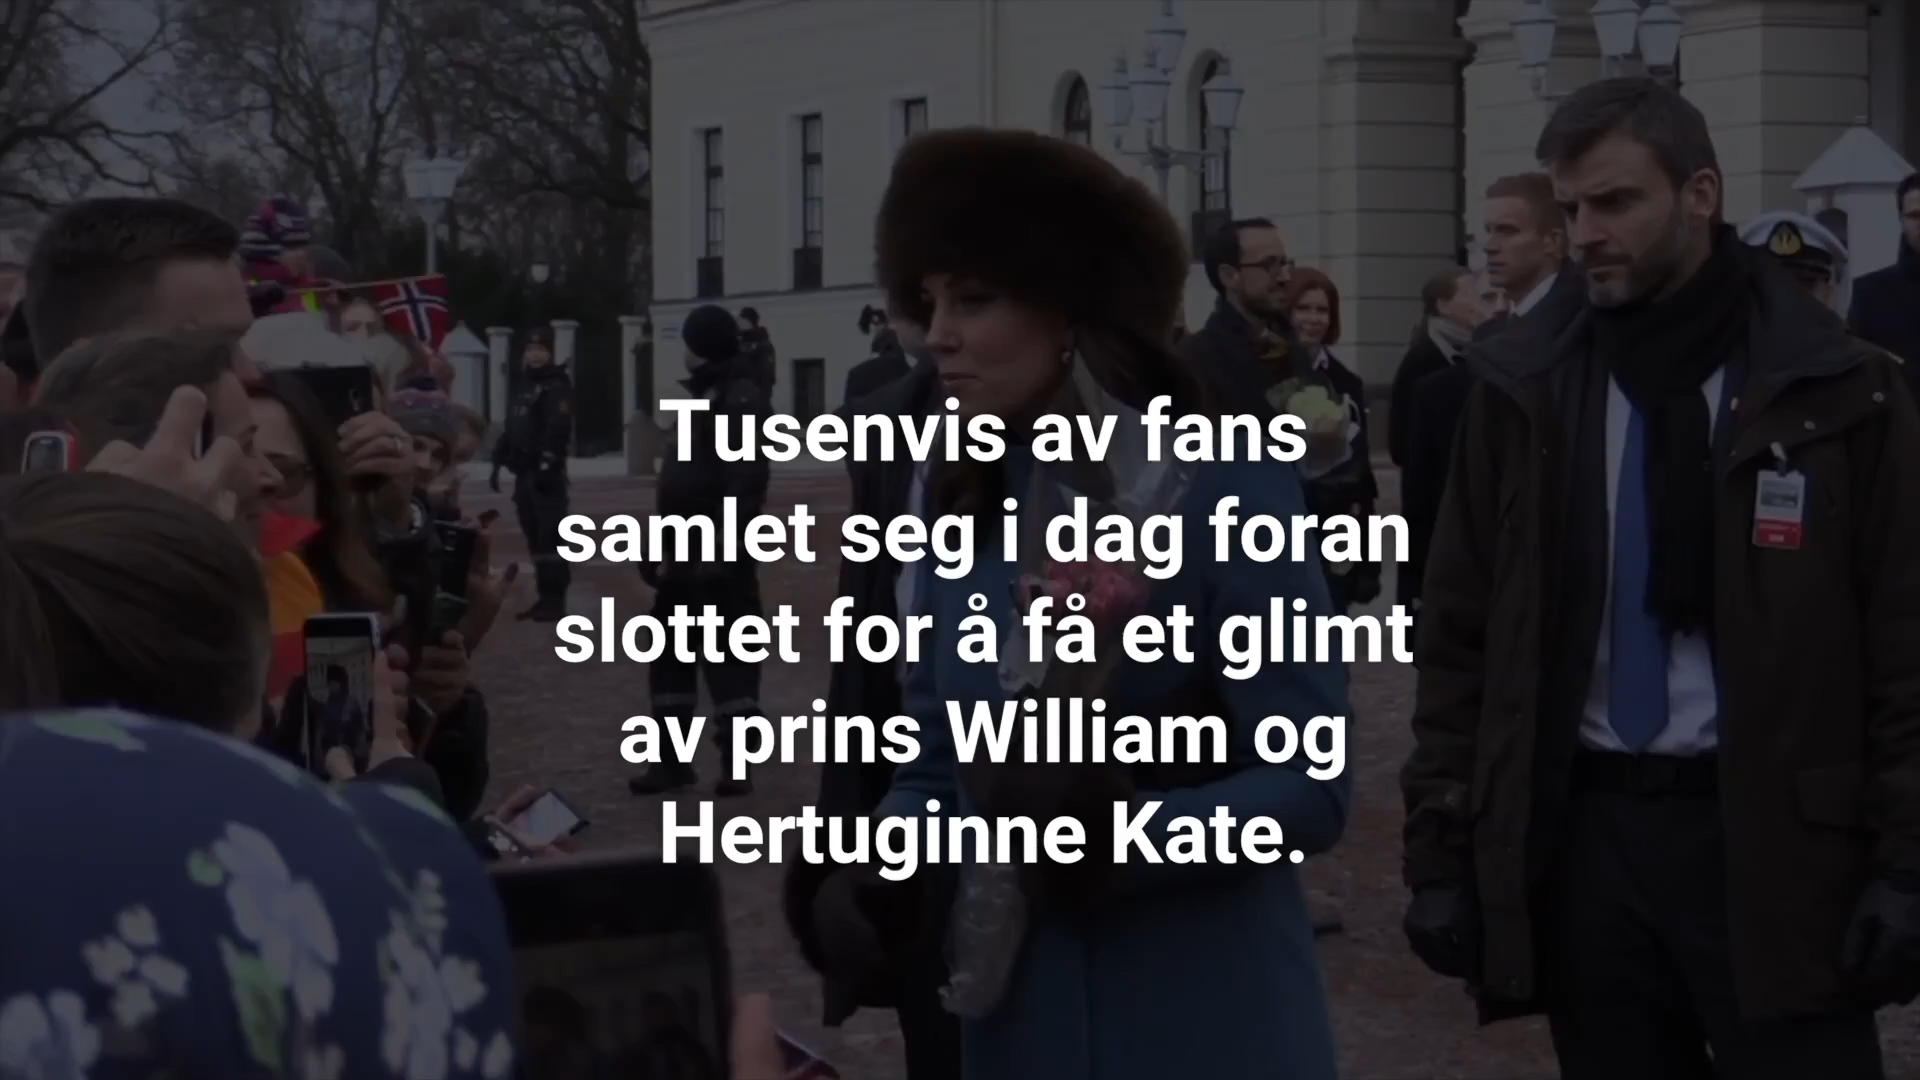 Tusenvis av fans
samlet seg i dag foran
slottet for å få et glimt
av prins William og
Hertuginne Kate.